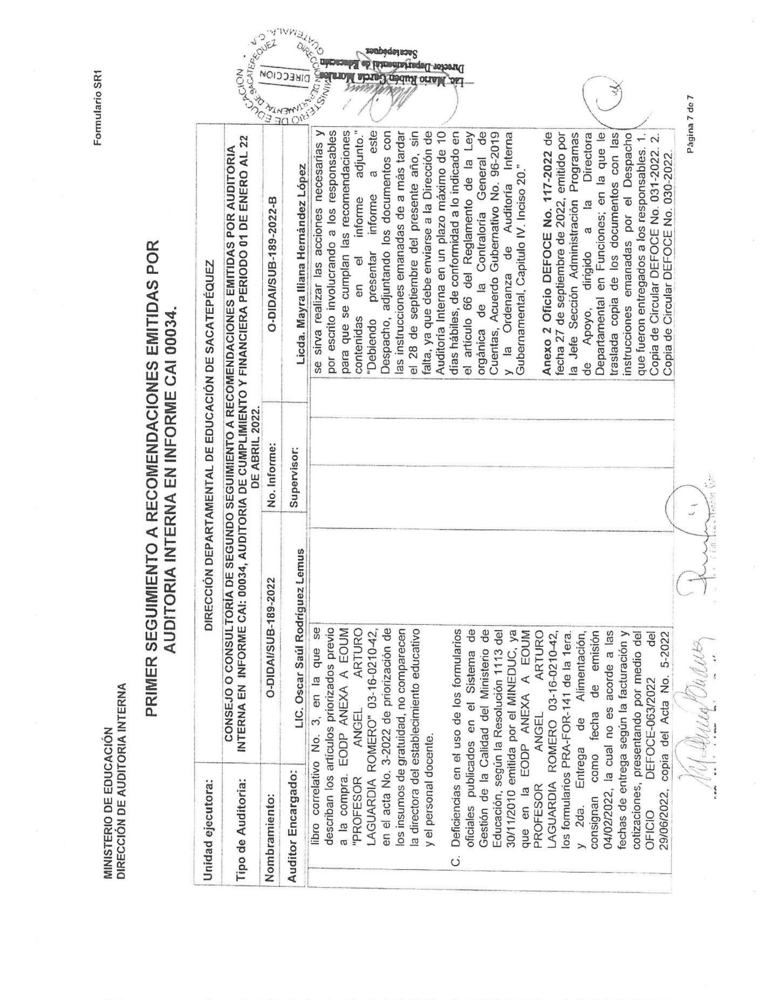 MINISTERIO DE EDUCACIÓN
DIRECCIÓN DE AUDITORIA INTERNA
Formulario SR1
PRIMER SEGUIMIENTO A RECOMENDACIONES EMITIDAS POR
AUDITORIA INTERNA EN INFORME CAI 00034.
Unidad ejecutora:
DIRECCIÓN DEPARTAMENTAL DE EDUCACIÓN DE SACATEPÉQUEZ
Tipo de Auditoria:
CONSEJO O CONSULTORÍA DE SEGUNDO SEGUIMIENTO A RECOMENDACIONES EMITIDAS POR AUDITORIA
INTERNA EN INFORME CAI: 00034, AUDITORIA DE CUMPLIMIENTO Y FINANCIERA PERIODO 01 DE ENERO AL 22
DE ABRIL 2022.
Nombramiento:
O-DIDAI/SUB-189-2022
No. Informe:
O-DIDAI/SUB-189-2022-B
Auditor Encargado:
LIC. Oscar Saúl Rodríguez Lemus
Supervisor:
Licda. Mayra Iliana Hernández López
libro correlativo No. 3, en la que se
describan los artículos priorizados previo
a la compra. EODP ANEXA A EOUM
"PROFESOR ANGEL ARTURO
LAGUARDIA ROMERO" 03-16-0210-42,
en el acta No. 3-2022 de priorización de
los insumos de gratuidad, no comparecen
la directora del establecimiento educativo
y el personal docente.
C. Deficiencias en el uso de los formularios
oficiales publicados en el Sistema de
Gestión de la Calidad del Ministerio de
Educación, según la Resolución 1113 del
30/11/2010 emitida por el MINEDUC, ya
que en la EODP ANEXA A EOUM
PROFESOR ANGEL ARTURO
LAGUARDIA ROMERO 03-16-0210-42,
los formularios PRA-FOR-141 de la 1era.
y 2da. Entrega de Alimentación,
consignan como fecha de emisión
04/02/2022, la cual no es acorde a las
fechas de entrega según la facturación y
cotizaciones, presentando por medio del
OFICIO DEFOCE-063/2022 del
29/06/2022, copia del Acta No. 5-2022
se sirva realizar las acciones necesarias y
por escrito involucrando a los responsables
para que se cumplan las recomendaciones
contenidas en el informe adjunto."
"Debiendo presentar informe a este
Despacho, adjuntando los documentos con
las instrucciones emanadas de a más tardar
el 28 de septiembre del presente año, sin
falta, ya que debe enviarse a la Dirección de
Auditoría Interna en un plazo máximo de 10
días hábiles, de conformidad a lo indicado en
el artículo 66 del Reglamento de la Ley
orgánica de la Contraloría General de
Cuentas, Acuerdo Gubernativo No. 96-2019
y la Ordenanza de Auditoría Interna
Gubernamental, Capitulo IV. Inciso 20."
Anexo 2 Oficio DEFOCE No. 117-2022 de
fecha 27 de septiembre de 2022, emitido por
la Jefe Sección Administración Programas
de Apoyo, dirigido a la Directora
Departamental en Funciones; en la que le
traslada copia de los documentos con las
instrucciones emanadas por el Despacho
que fueron entregados a los responsables. 1.
Copia de Circular DEFOCE No. 031-2022. 2.
Copia de Circular DEFOCE No. 030-2022.
MINISTERIO DE EDUCACION
DIRECCIÓN DEPARTAMENTAL DE SACATEPEQUEZ
DIRECCION
GUATEMALA, C.A.
Lic. Mario Rubén García Morales
Director Departamental de Educación
Sacatepéquez
Página 7 de 7